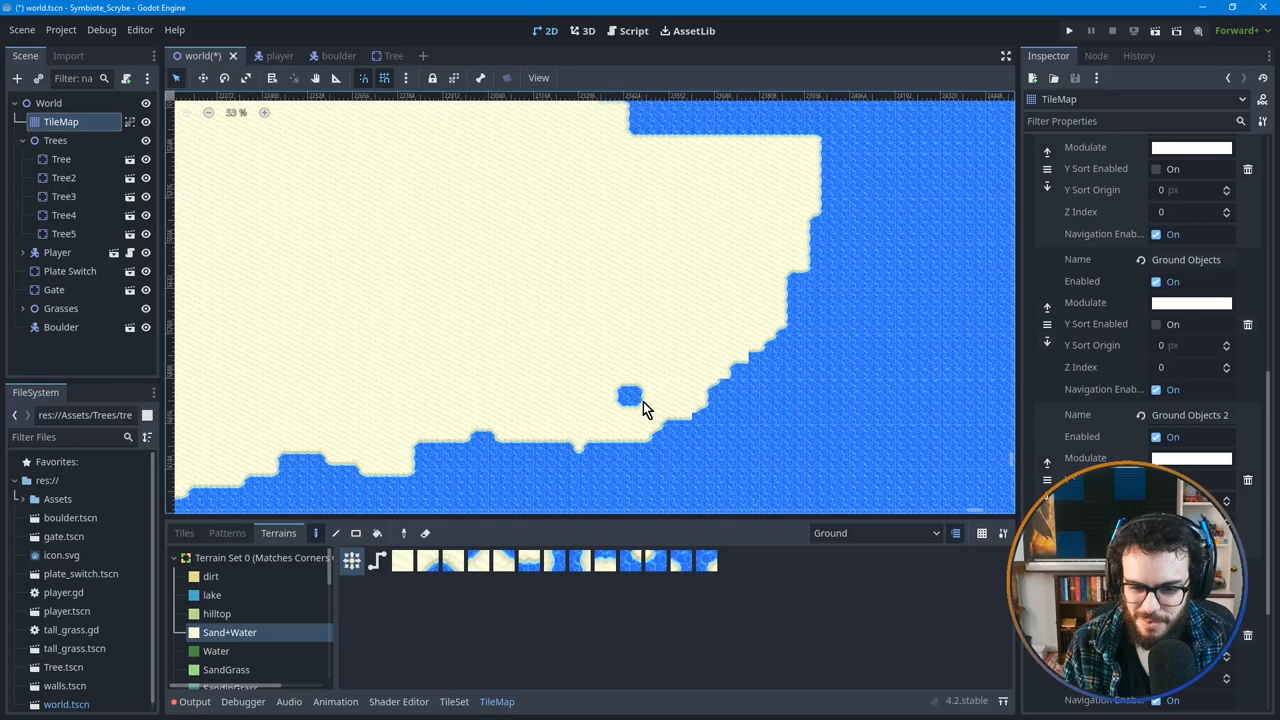 (*) world.tscn - Symbiote_Scrybe - Godot Engine
Scene Project Debug Editor Help
2D 3D Script AssetLib
Forward+
Scene Import
world(*) player boulder Tree
Inspector Node History
Filter: na
View
World
TileMap
Trees
Tree
Tree2
Tree3
Tree4
Tree5
Player
Plate Switch
Gate
Grasses
Boulder
53 %
TileMap
Filter Properties
Modulate
Y Sort Enabled On
Y Sort Origin 0 px
Z Index 0
Navigation Enab... On
Name Ground Objects
Enabled On
Modulate
Y Sort Enabled On
Y Sort Origin 0 px
Z Index 0
Navigation Enab... On
Name Ground Objects 2
Enabled On
Modulate
Navigation Enab... On
FileSystem
res://Assets/Trees/tre
Filter Files
Favorites:
res://
Assets
boulder.tscn
gate.tscn
icon.svg
plate_switch.tscn
player.gd
player.tscn
tall_grass.gd
tall_grass.tscn
Tree.tscn
walls.tscn
world.tscn
Tiles Patterns Terrains
Ground
Terrain Set 0 (Matches Corners
dirt
lake
hilltop
Sand+Water
Water
SandGrass
Output Debugger Audio Animation Shader Editor TileSet TileMap
4.2.stable